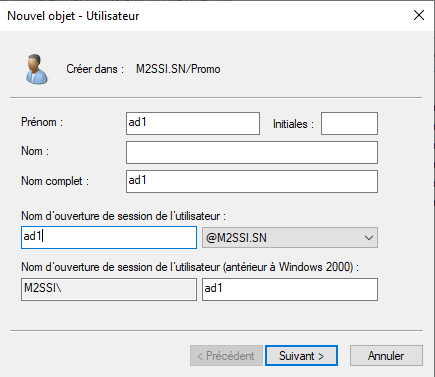 Nouvel objet - Utilisateur
Créer dans : M2SSI.SN/Promo
Prénom : ad1 Initiales :
Nom :
Nom complet : ad1
Nom d'ouverture de session de l'utilisateur :
ad1 @M2SSI.SN
Nom d'ouverture de session de l'utilisateur (antérieur à Windows 2000) :
M2SSI\ ad1
< Précédent Suivant > Annuler